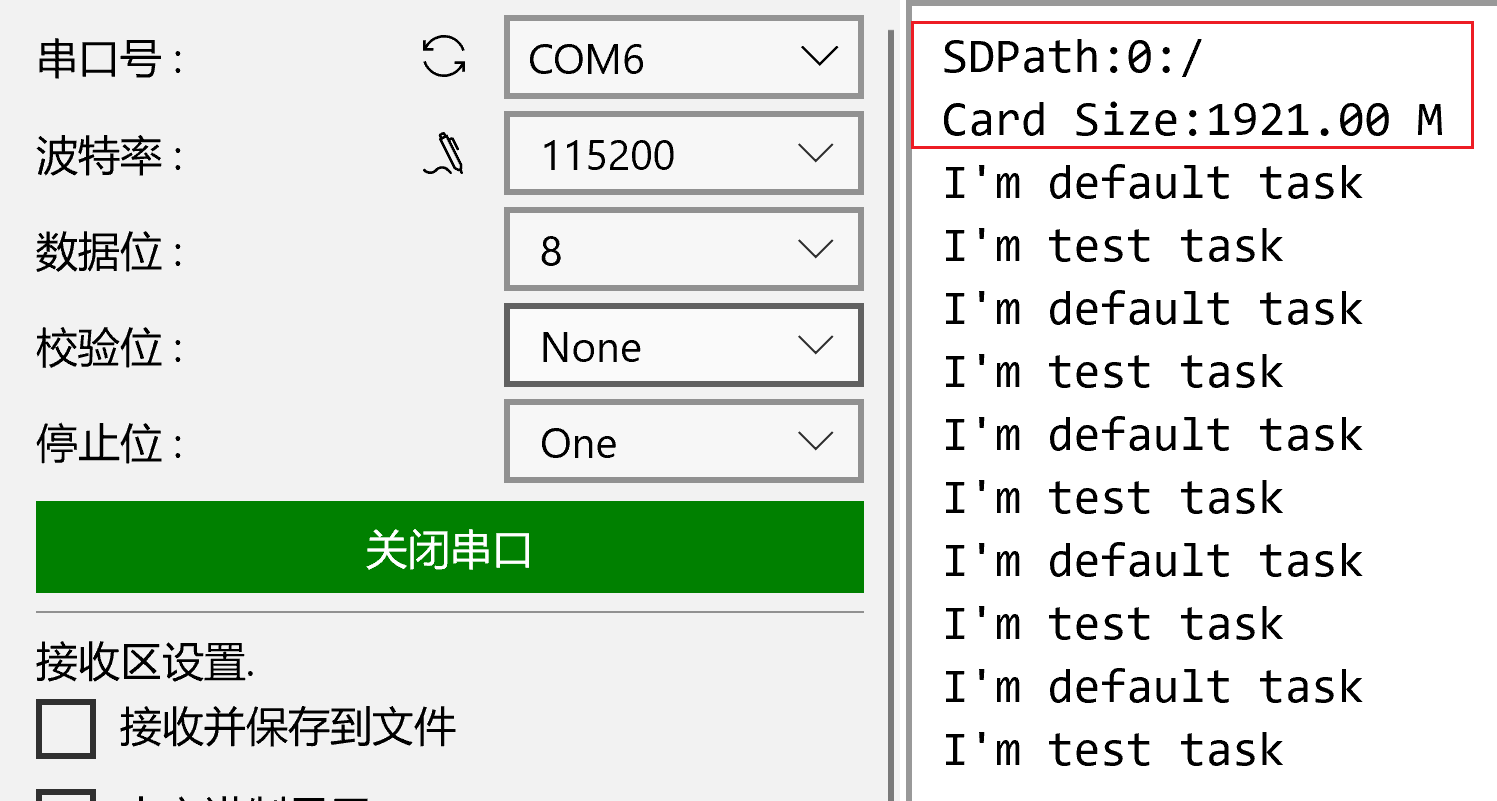 串口号：
COM6
波特率：
115200
数据位：
8
校验位：
None
停止位：
One
关闭串口
接收区设置.
接收并保存到文件
SDPath:0:/
Card Size:1921.00 M
I'm default task
I'm test task
I'm default task
I'm test task
I'm default task
I'm test task
I'm default task
I'm test task
I'm default task
I'm test task